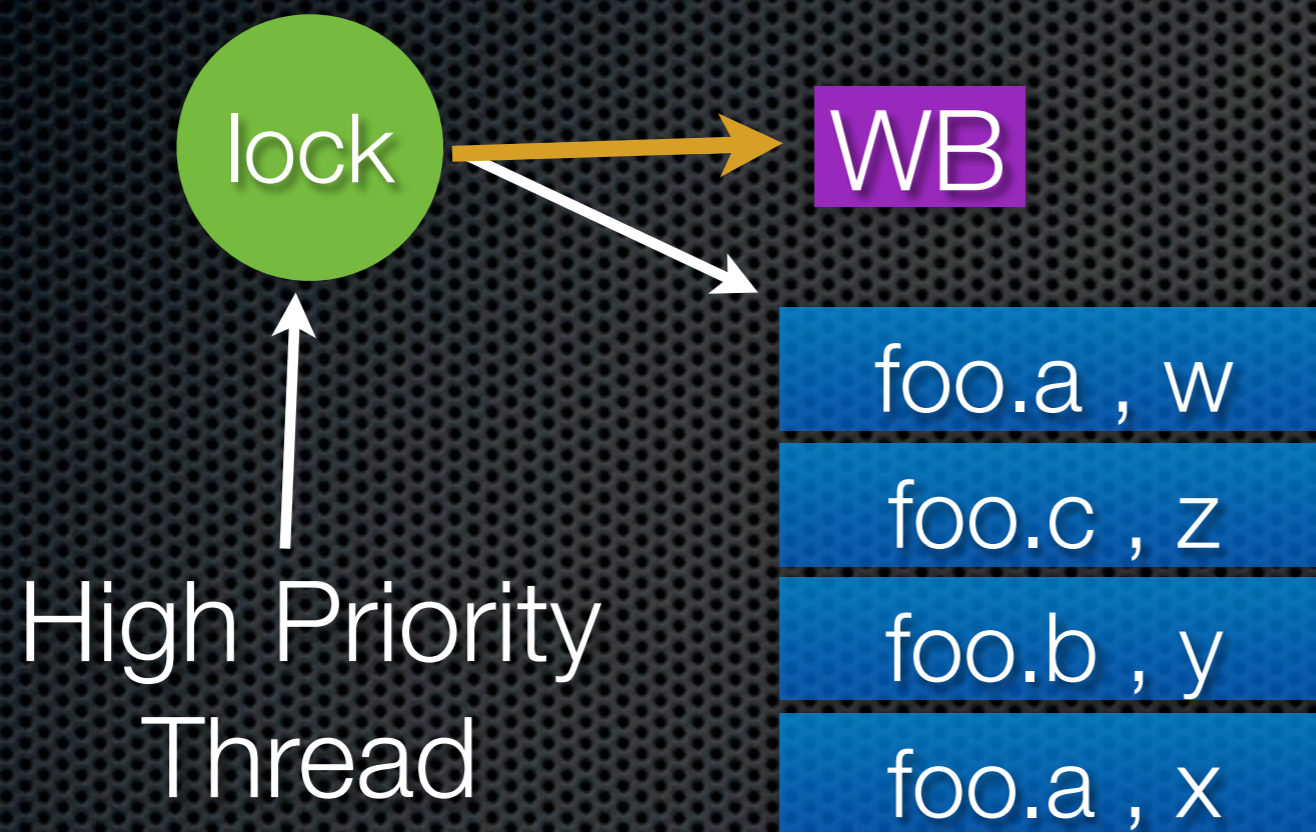 lock
WB
foo.a , w
foo.c , z
foo.b , y
foo.a , x
High Priority
Thread